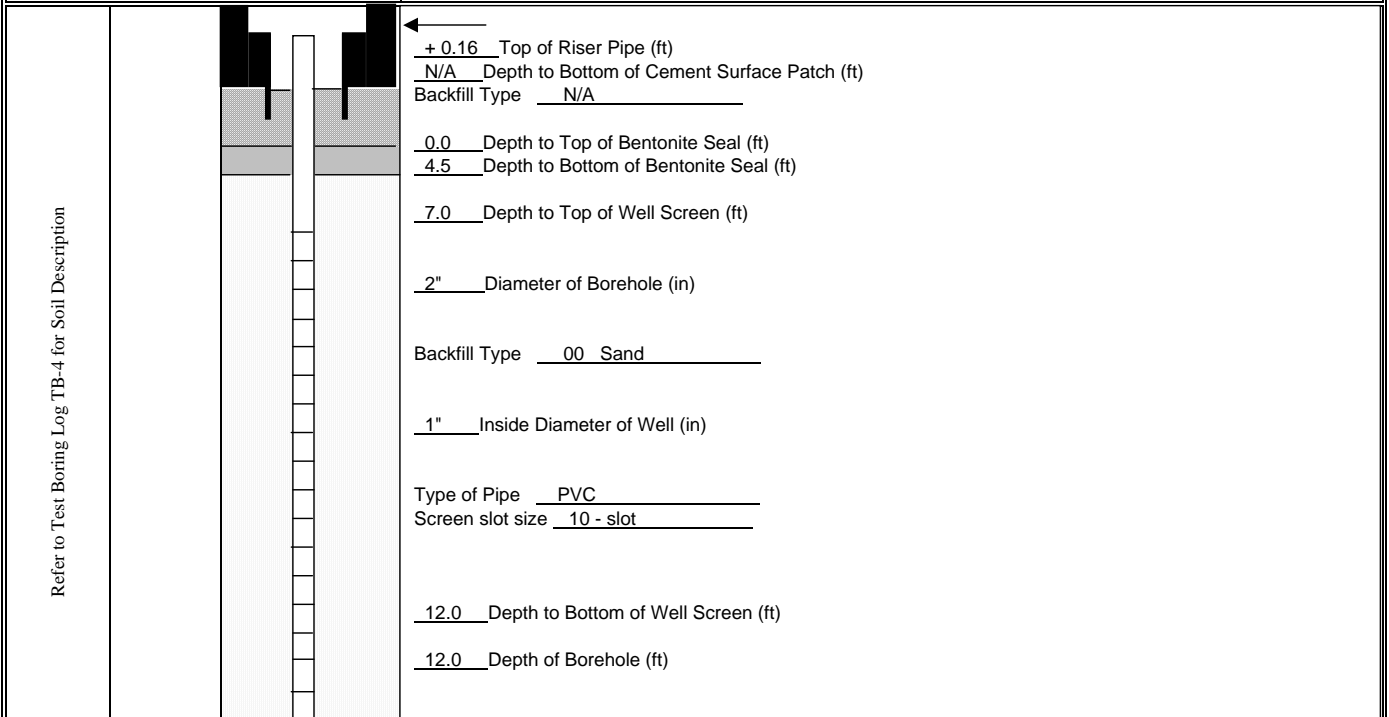 + 0.16 Top of Riser Pipe (ft)
N/A Depth to Bottom of Cement Surface Patch (ft)
Backfill Type N/A
0.0 Depth to Top of Bentonite Seal (ft)
4.5 Depth to Bottom of Bentonite Seal (ft)
7.0 Depth to Top of Well Screen (ft)
2" Diameter of Borehole (in)
Backfill Type 00 Sand
1" Inside Diameter of Well (in)
Type of Pipe PVC
Screen slot size 10 - slot
12.0 Depth to Bottom of Well Screen (ft)
12.0 Depth of Borehole (ft)
Refer to Test Boring Log TB-4 for Soil Description